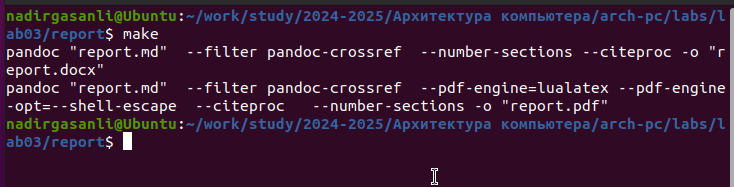 nadirgasanli@Ubuntu:~/work/study/2024-2025/Архитектура компьютера/arch-pc/labs/l
ab03/report$ make
pandoc "report.md"  --filter pandoc-crossref  --number-sections --citeproc -o "r
eport.docx"
pandoc "report.md"  --filter pandoc-crossref  --pdf-engine=lualatex --pdf-engine
-opt=--shell-escape  --citeproc   --number-sections -o "report.pdf"
nadirgasanli@Ubuntu:~/work/study/2024-2025/Архитектура компьютера/arch-pc/labs/l
ab03/report$